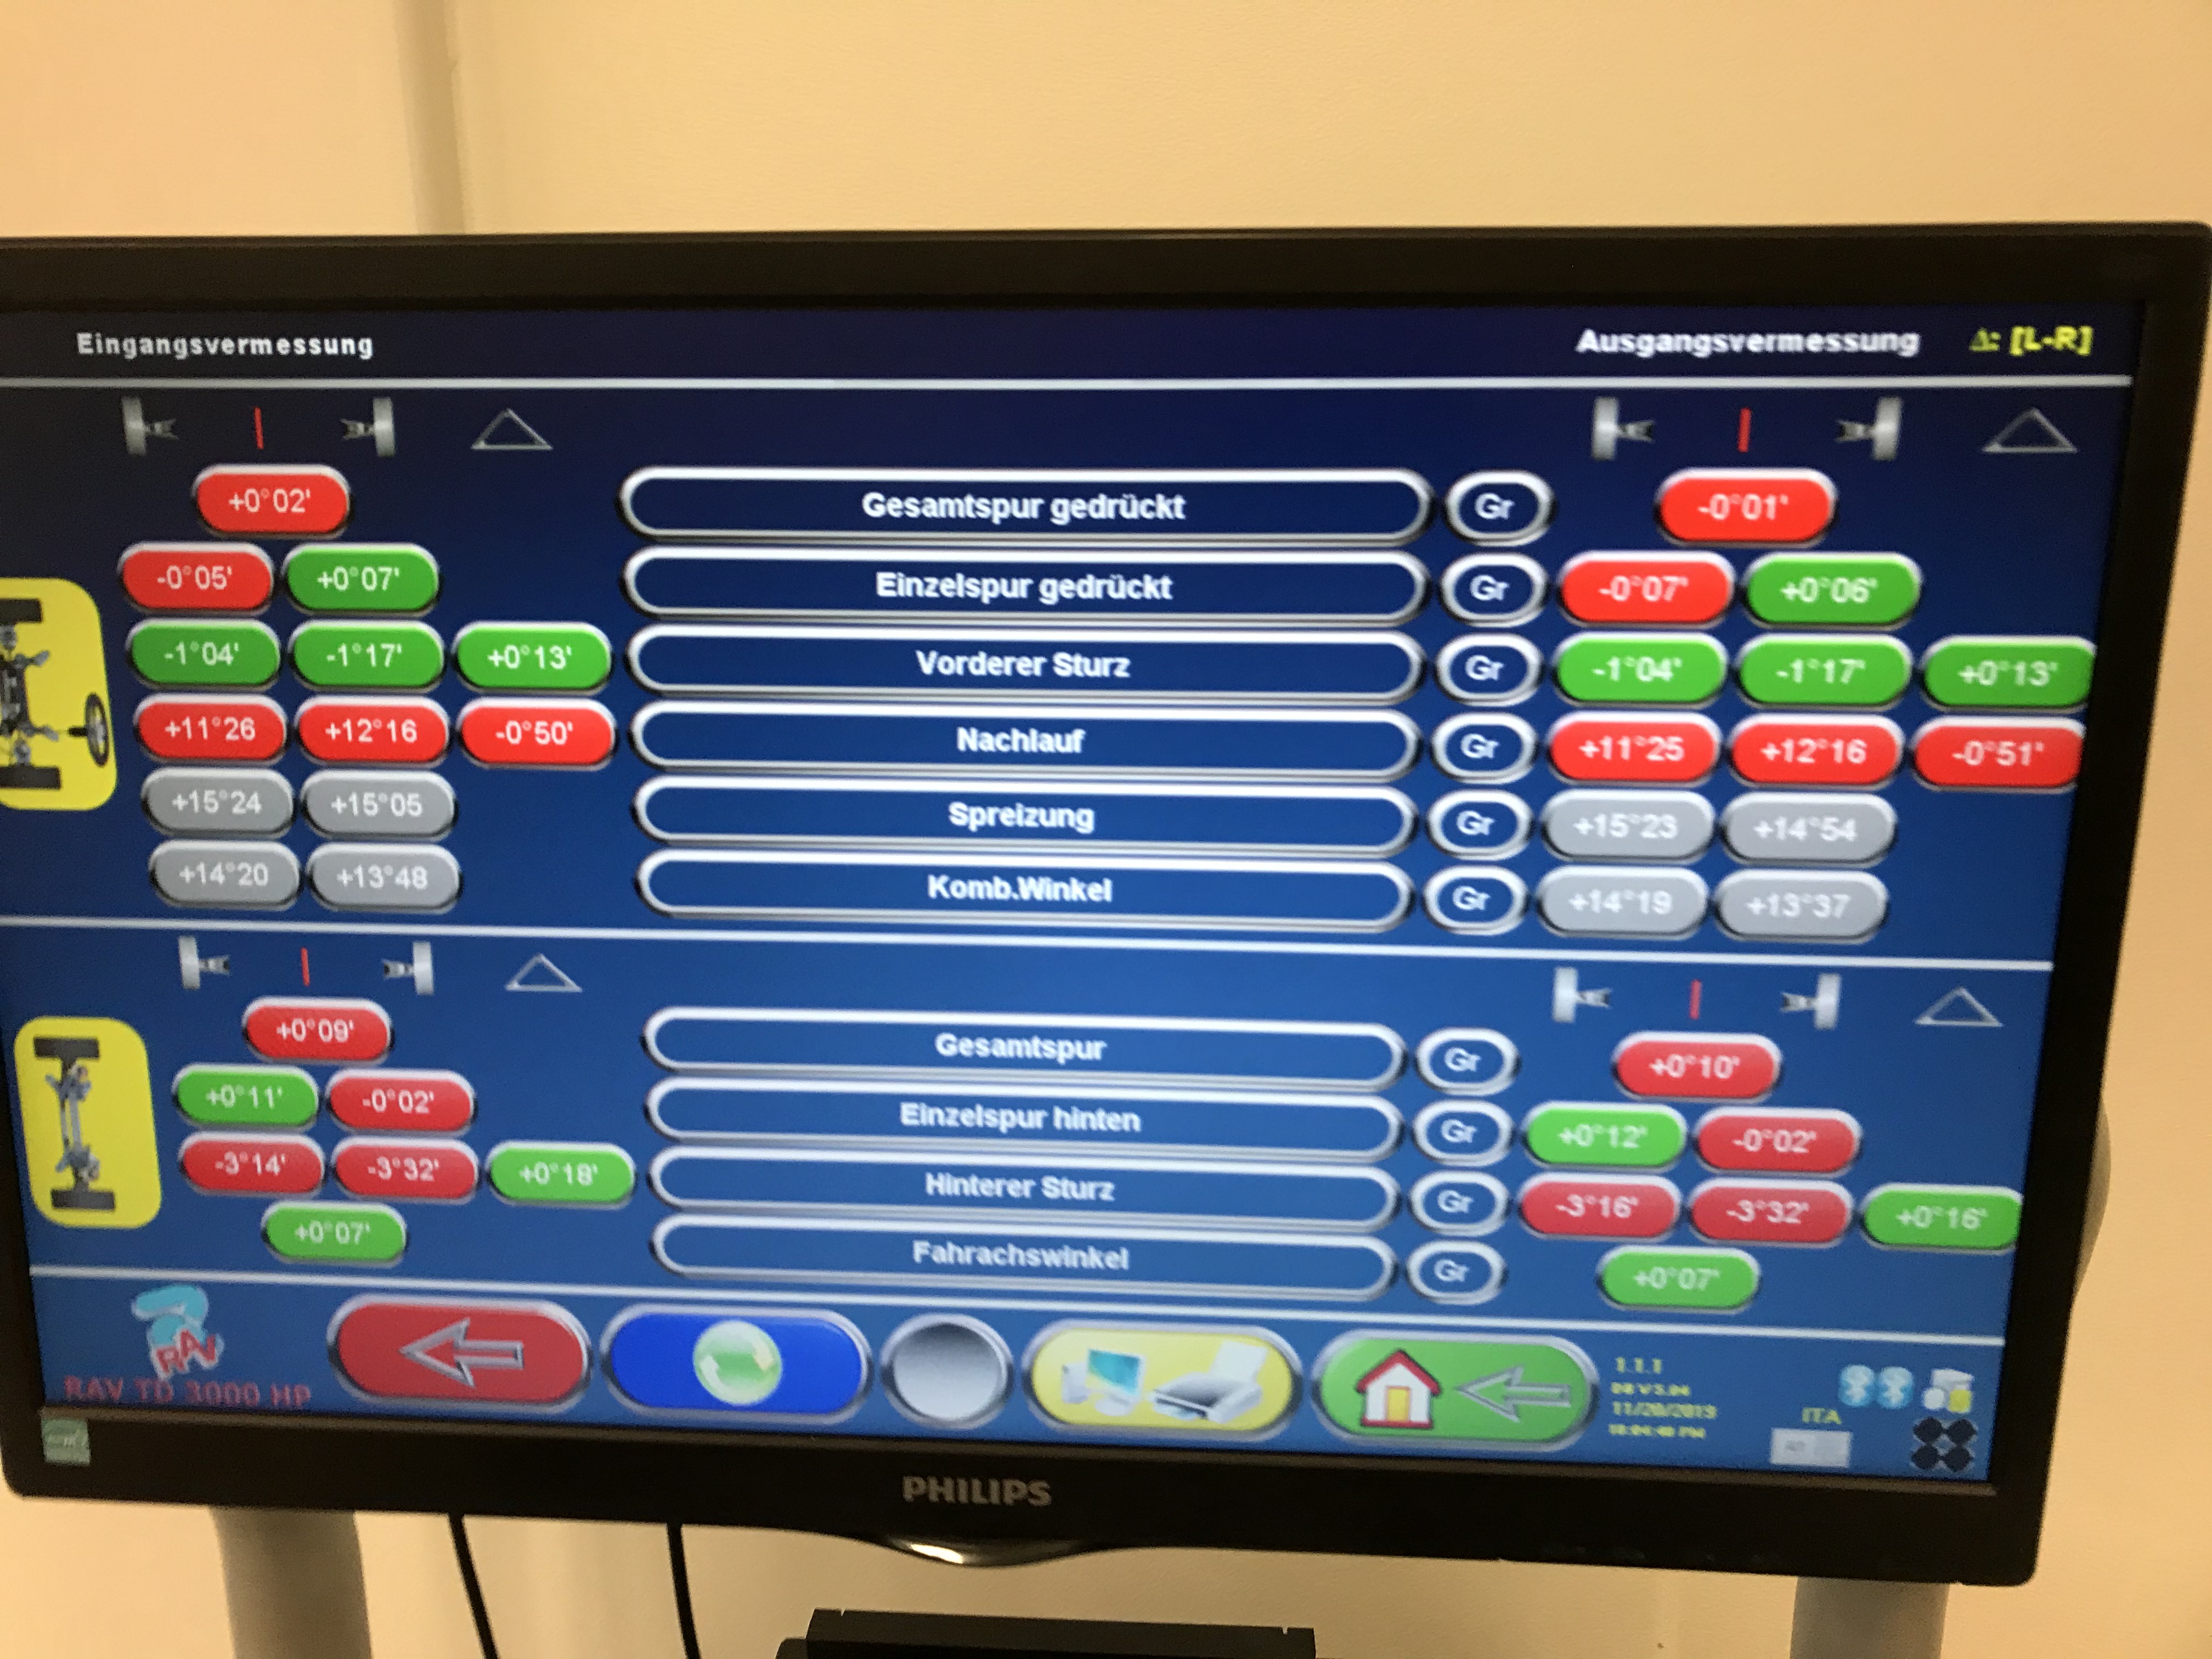 Eingangsvermessung Ausgangsvermessung Δ: [L-R]
+0°02' Gesamtspur gedrückt Gr -0°01'
-0°05' +0°07' Einzelspur gedrückt Gr -0°07' +0°06'
-1°04' -1°17' +0°13' Vorderer Sturz Gr -1°04' -1°17' +0°13'
+11°26 +12°16 -0°50' Nachlauf Gr +11°25 +12°16 -0°51'
+15°24 +15°05 Spreizung Gr +15°23 +14°54
+14°20 +13°48 Komb.Winkel Gr +14°19 +13°37
+0°09' Gesamtspur Gr +0°10'
+0°11' -0°02' Einzelspur hinten Gr +0°12' -0°02'
-3°14' -3°32' +0°18' Hinterer Sturz Gr -3°16' -3°32' +0°16'
+0°07' Fahrachswinkel Gr +0°07'
RAV
RAV TD 3000 HP
1.1.1
11/20/2013
ITA
PHILIPS